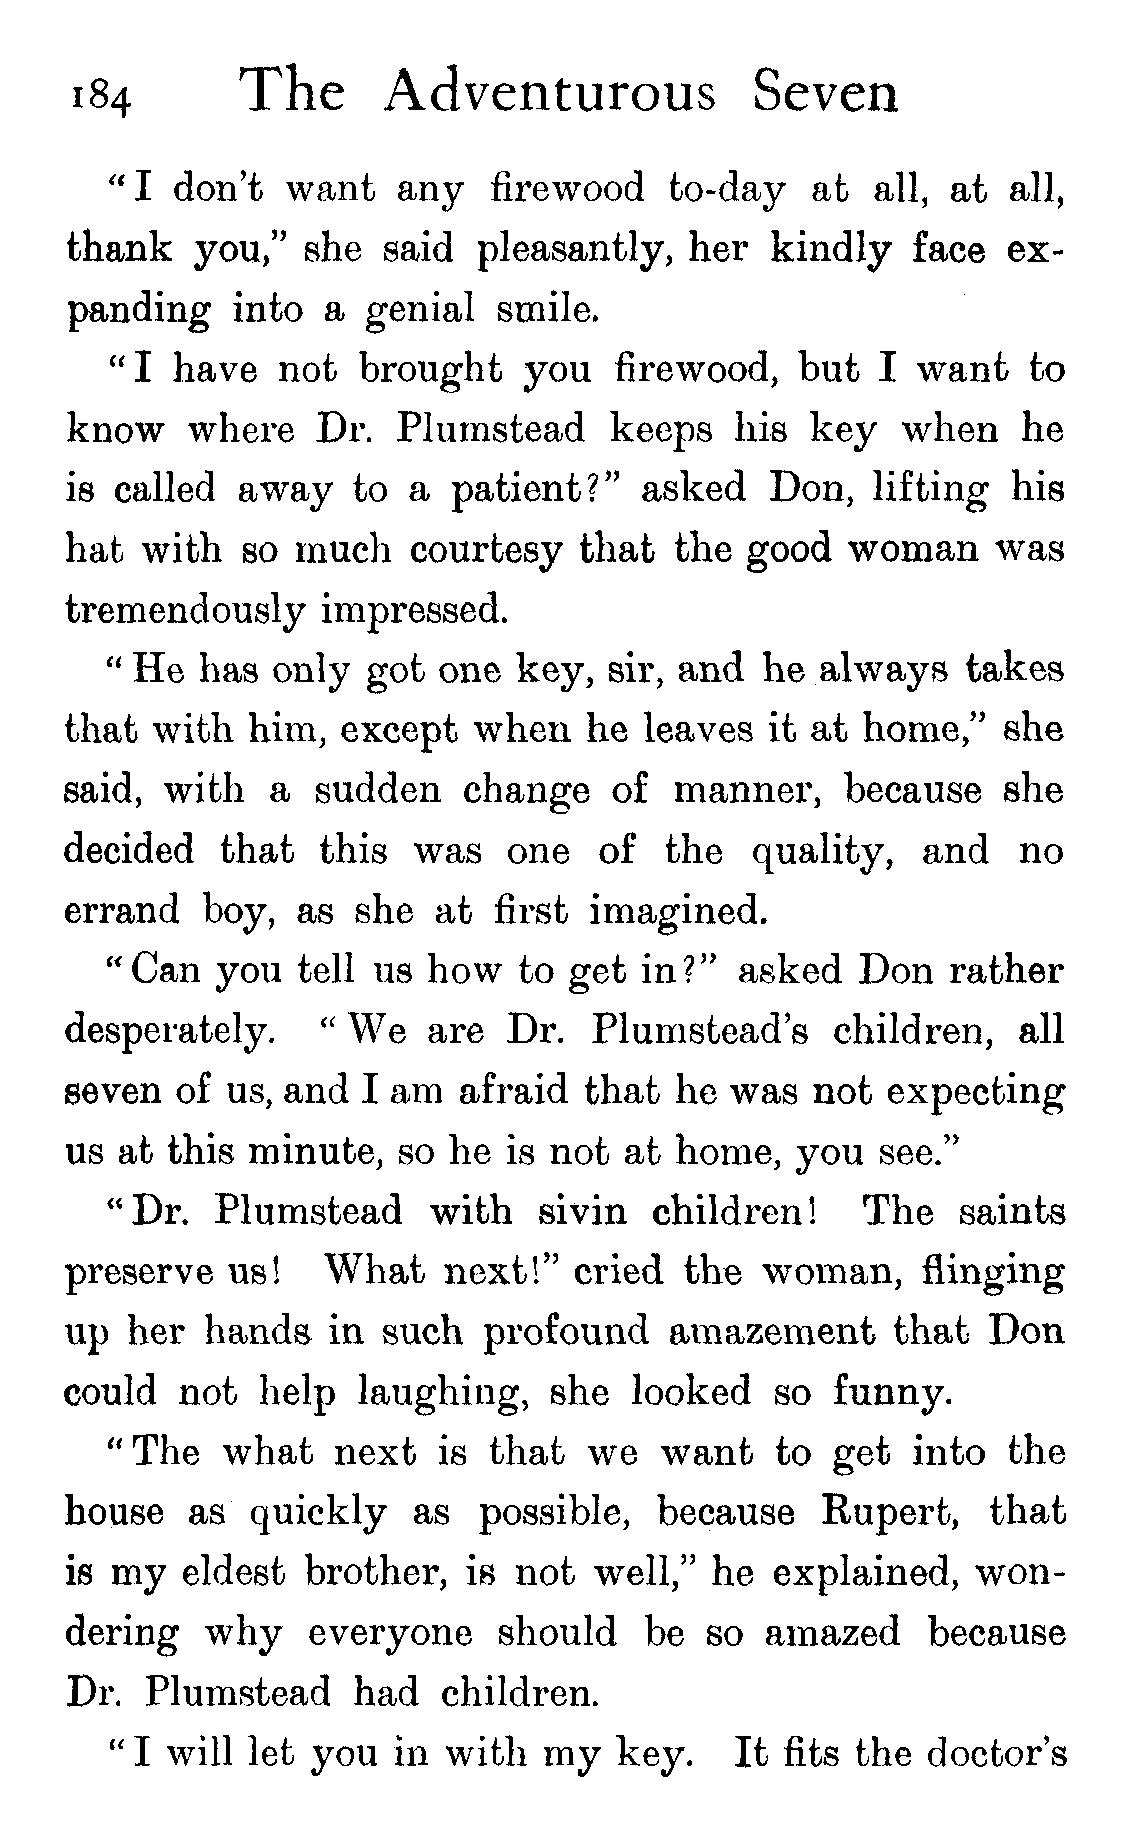 184 The Adventurous Seven
“I don’t want any firewood to-day at all, at all,
thank you,” she said pleasantly, her kindly face ex-
panding into a genial smile.
“I have not brought you firewood, but I want to
know where Dr. Plumstead keeps his key when he
is called away to a patient?” asked Don, lifting his
hat with so much courtesy that the good woman was
tremendously impressed.
“He has only got one key, sir, and he always takes
that with him, except when he leaves it at home,” she
said, with a sudden change of manner, because she
decided that this was one of the quality, and no
errand boy, as she at first imagined.
“Can you tell us how to get in?” asked Don rather
desperately. “We are Dr. Plumstead’s children, all
seven of us, and I am afraid that he was not expecting
us at this minute, so he is not at home, you see.”
“Dr. Plumstead with sivin children! The saints
preserve us! What next!” cried the woman, flinging
up her hands in such profound amazement that Don
could not help laughing, she looked so funny.
“The what next is that we want to get into the
house as quickly as possible, because Rupert, that
is my eldest brother, is not well,” he explained, won-
dering why everyone should be so amazed because
Dr. Plumstead had children.
“I will let you in with my key. It fits the doctor’s